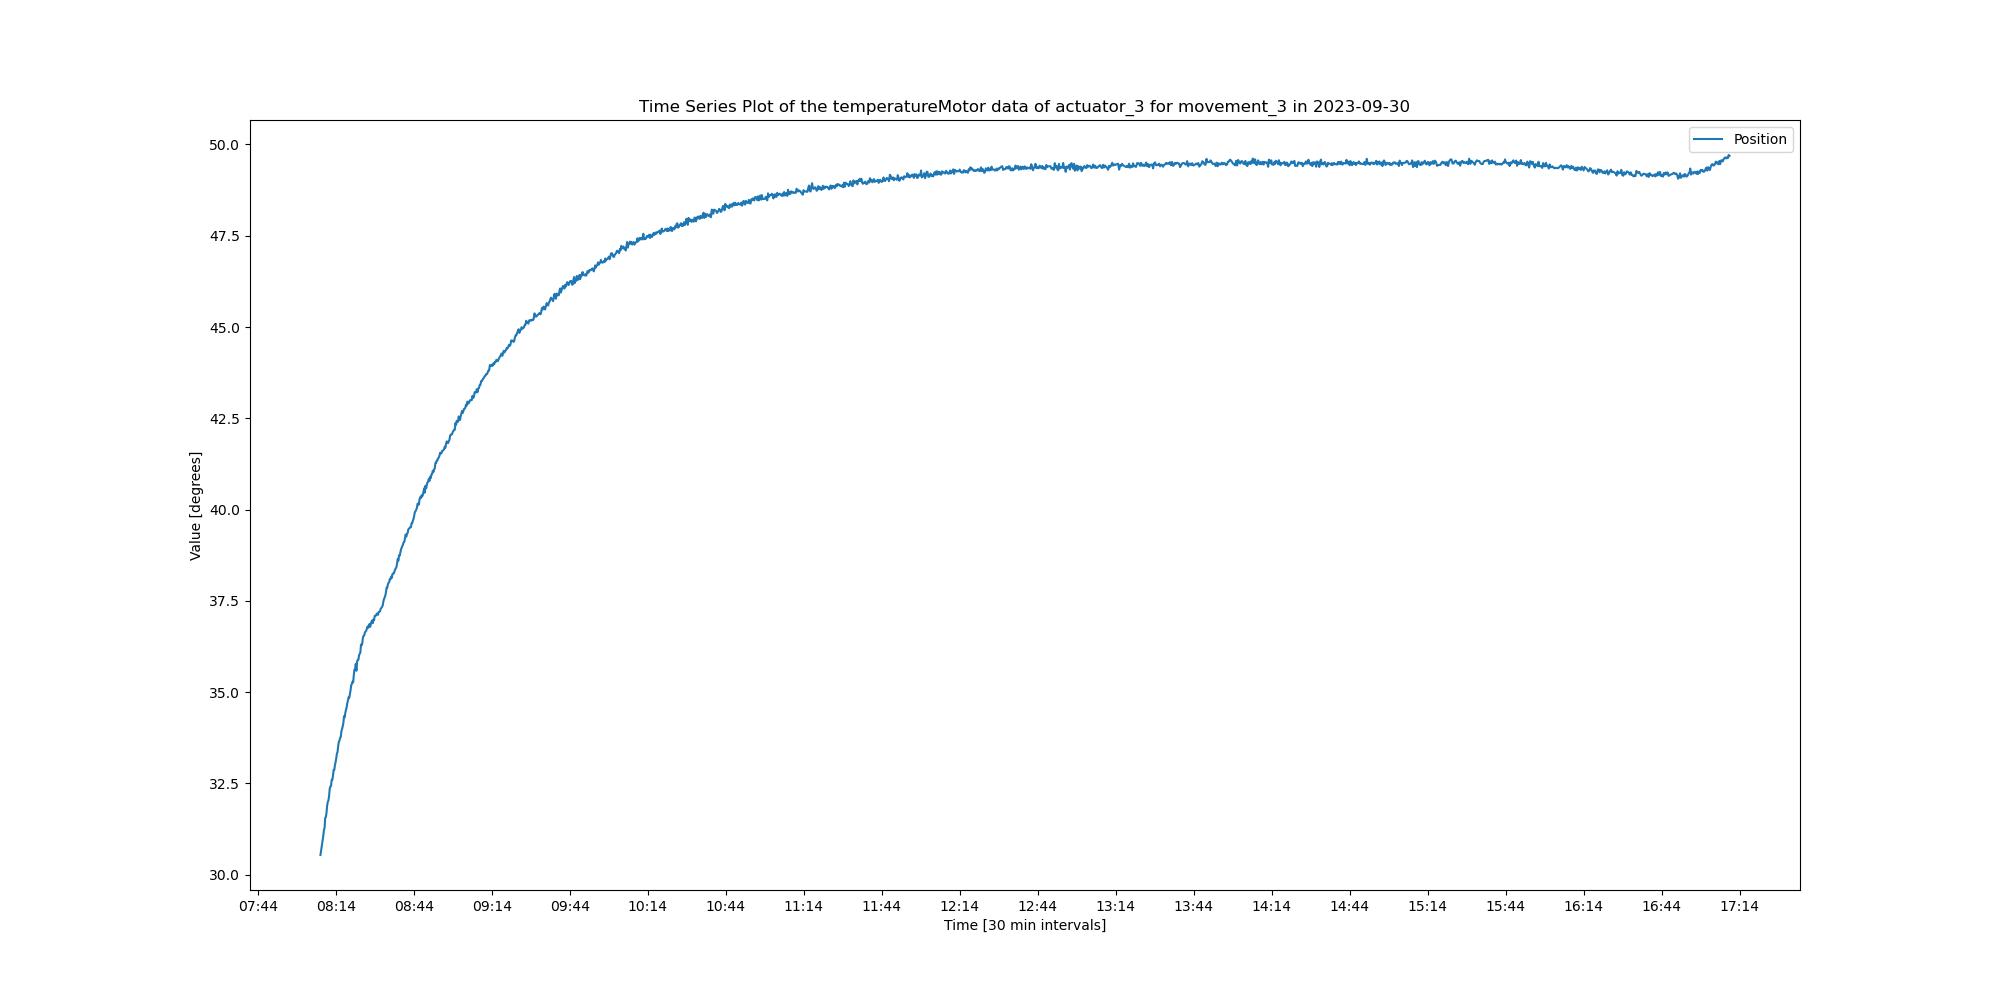 Time Series Plot of the temperatureMotor data of actuator_3 for movement_3 in 2023-09-30
Position
50.0
47.5
45.0
42.5
40.0
37.5
35.0
32.5
30.0
Value [degrees]
07:44 08:14 08:44 09:14 09:44 10:14 10:44 11:14 11:44 12:14 12:44 13:14 13:44 14:14 14:44 15:14 15:44 16:14 16:44 17:14
Time [30 min intervals]